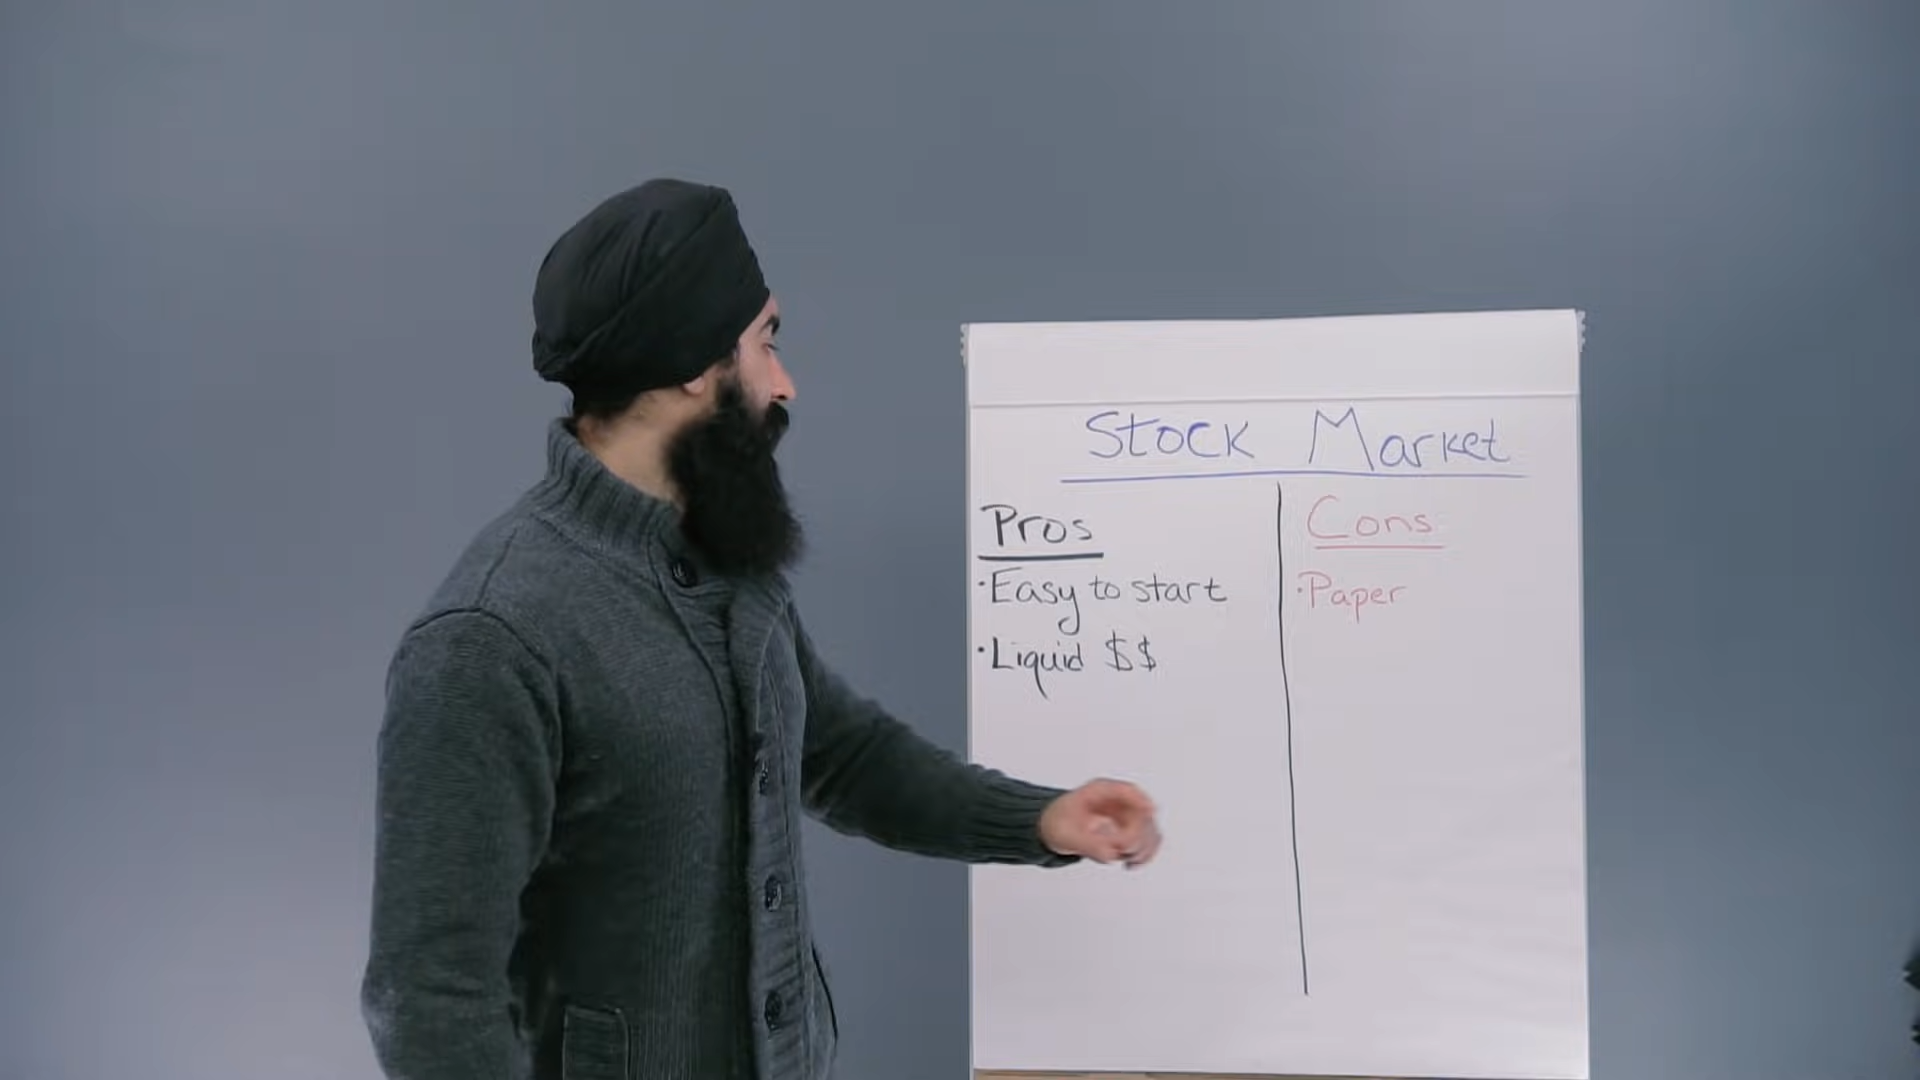 Stock Market
Pros
·Easy to start
·Liquid $$
Cons
·Paper